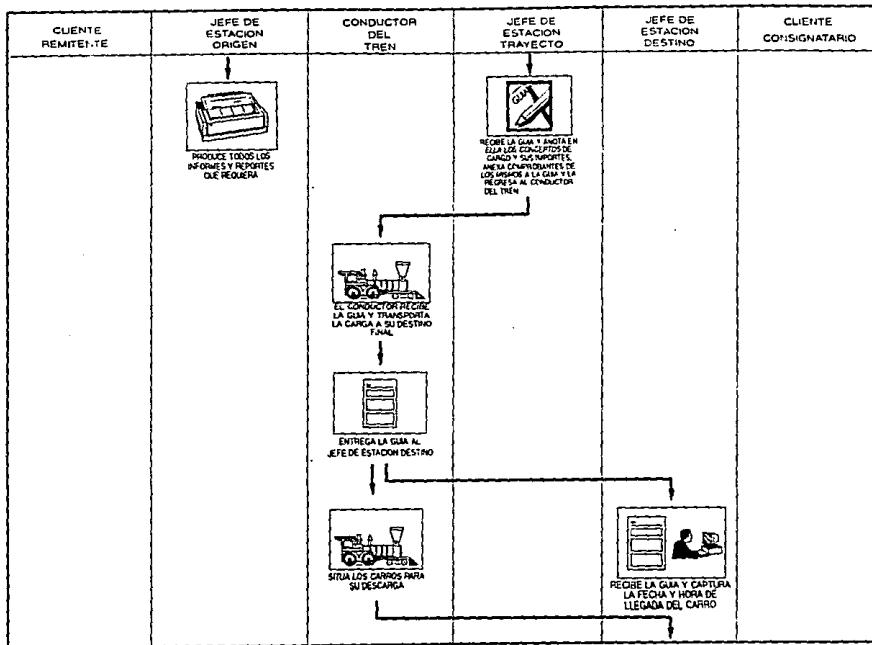 CLIENTE
REMITENTE
JEFE DE
ESTACION
ORIGEN
CONDUCTOR
DEL
TREN
JEFE DE
ESTACION
TRAYECTO
JEFE DE
ESTACION
DESTINO
CLIENTE
CONSIGNATARIO
PRODUCE TODOS LOS
INFORMES Y REPORTES
QUE REQUIERA
GUIA
RECIBE LA GUIA Y ANOTA EN
ELLA LOS CONCEPTOS DE
CARGO Y SUS IMPORTES,
ANEXA COMPROBANTES DE
LOS MISMOS A LA GUIA Y LA
REGRESA AL CONDUCTOR
DEL TREN
EL CONDUCTOR RECIBE
LA GUIA Y TRANSPORTA
LA CARGA A SU DESTINO
FINAL
ENTREGA LA GUIA AL
JEFE DE ESTACION DESTINO
SITUA LOS CARROS PARA
SU DESCARGA
RECIBE LA GUIA Y CAPTURA
LA FECHA Y HORA DE
LLEGADA DEL CARRO